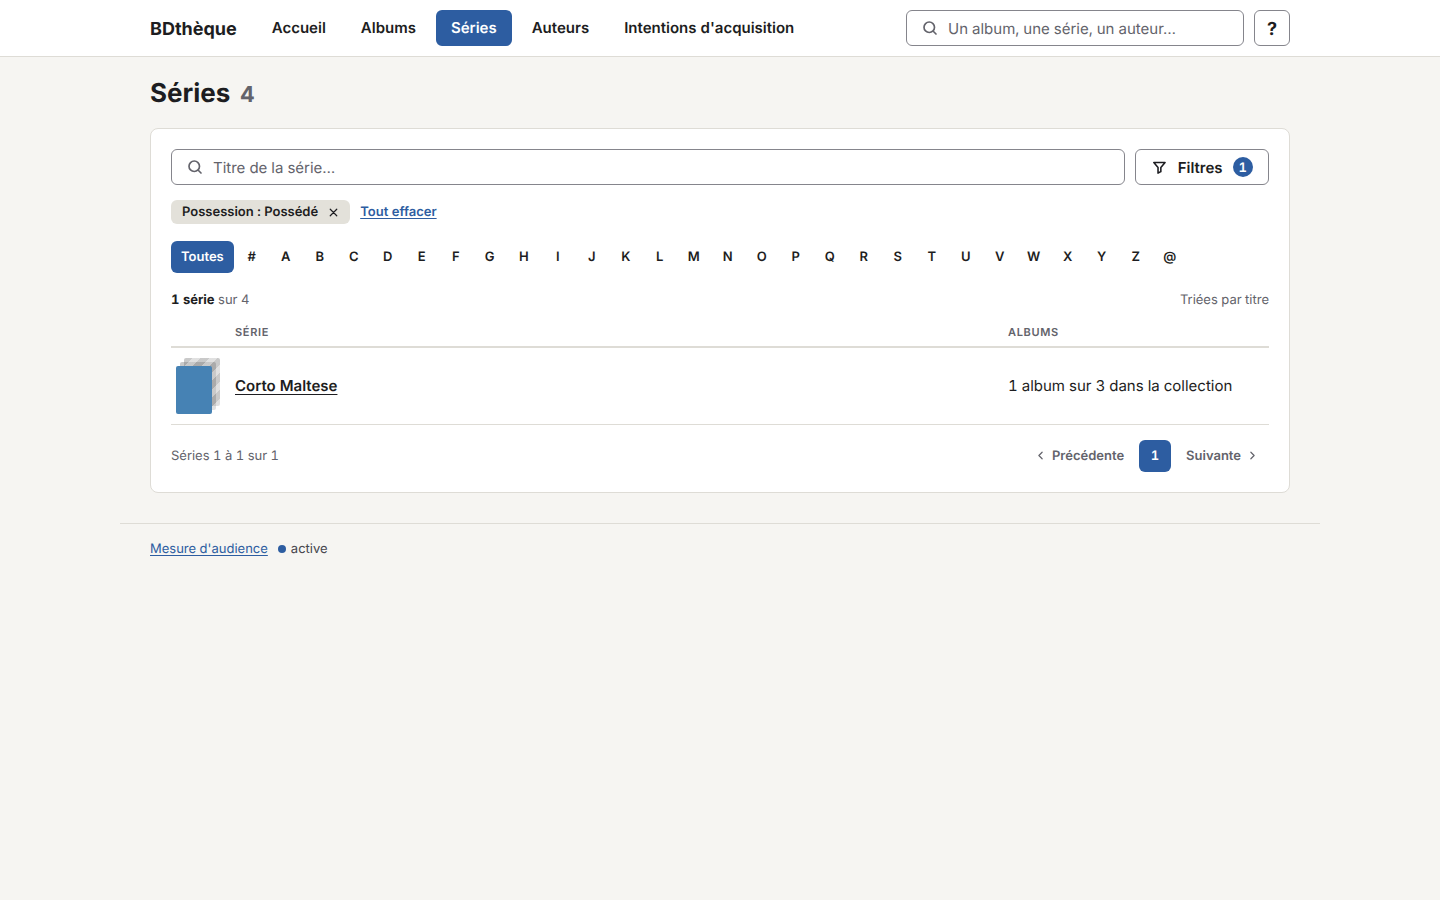 BDthèque Accueil Albums Séries Auteurs Intentions d'acquisition Un album, une série, un auteur... ?
Séries 4
Titre de la série... Filtres 1
Possession : Possédé × Tout effacer
Toutes # A B C D E F G H I J K L M N O P Q R S T U V W X Y Z @
1 série sur 4 Triées par titre
SÉRIE ALBUMS
Corto Maltese 1 album sur 3 dans la collection
Séries 1 à 1 sur 1 Précédente 1 Suivante
Mesure d'audience active